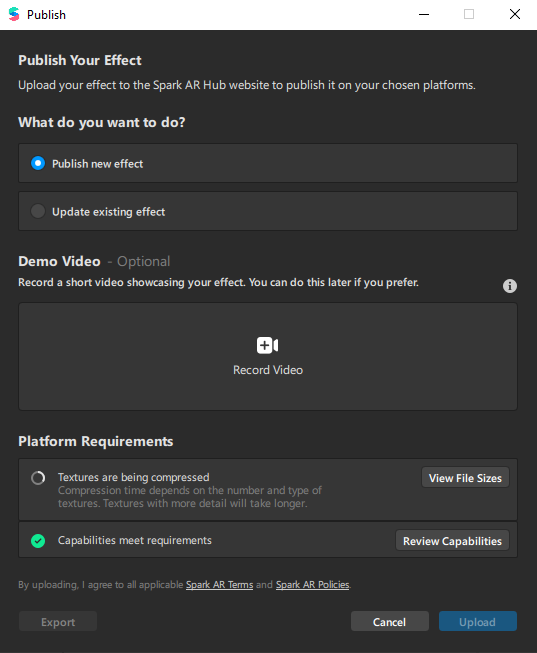 Publish
Publish Your Effect
Upload your effect to the Spark AR Hub website to publish it on your chosen platforms.
What do you want to do?
Publish new effect
Update existing effect
Demo Video - Optional
Record a short video showcasing your effect. You can do this later if you prefer.
Record Video
Platform Requirements
Textures are being compressed
View File Sizes
Compression time depends on the number and type of
textures. Textures with more detail will take longer.
Capabilities meet requirements
Review Capabilities
By uploading, I agree to all applicable Spark AR Terms and Spark AR Policies.
Export
Cancel
Upload